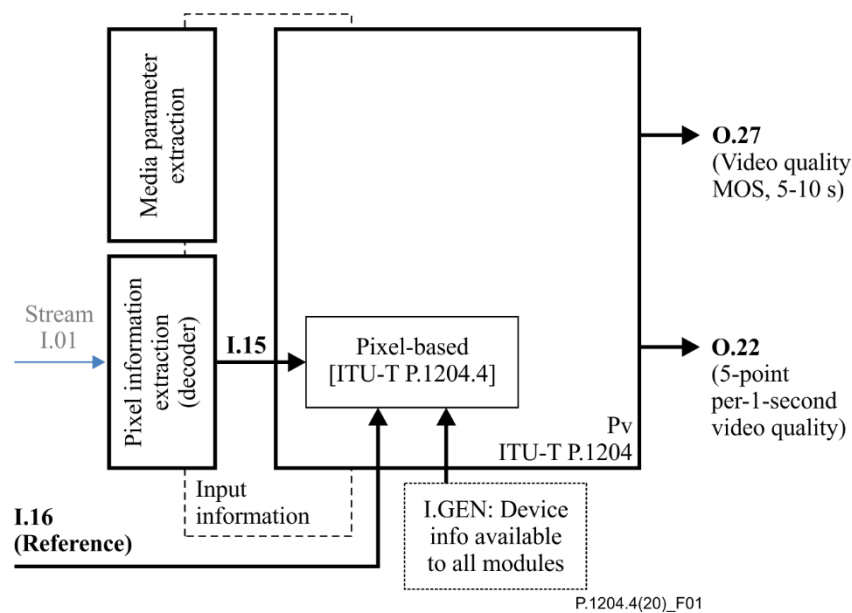 Media parameter
extraction
Stream
I.01
Pixel information
extraction
(decoder)
I.15
Pixel-based
[ITU-T P.1204.4]
Pv
ITU-T P.1204
O.27
(Video quality
MOS, 5-10 s)
O.22
(5-point
per-1-second
video quality)
Input
information
I.16
(Reference)
I.GEN: Device
info available
to all modules
P.1204.4(20)_F01